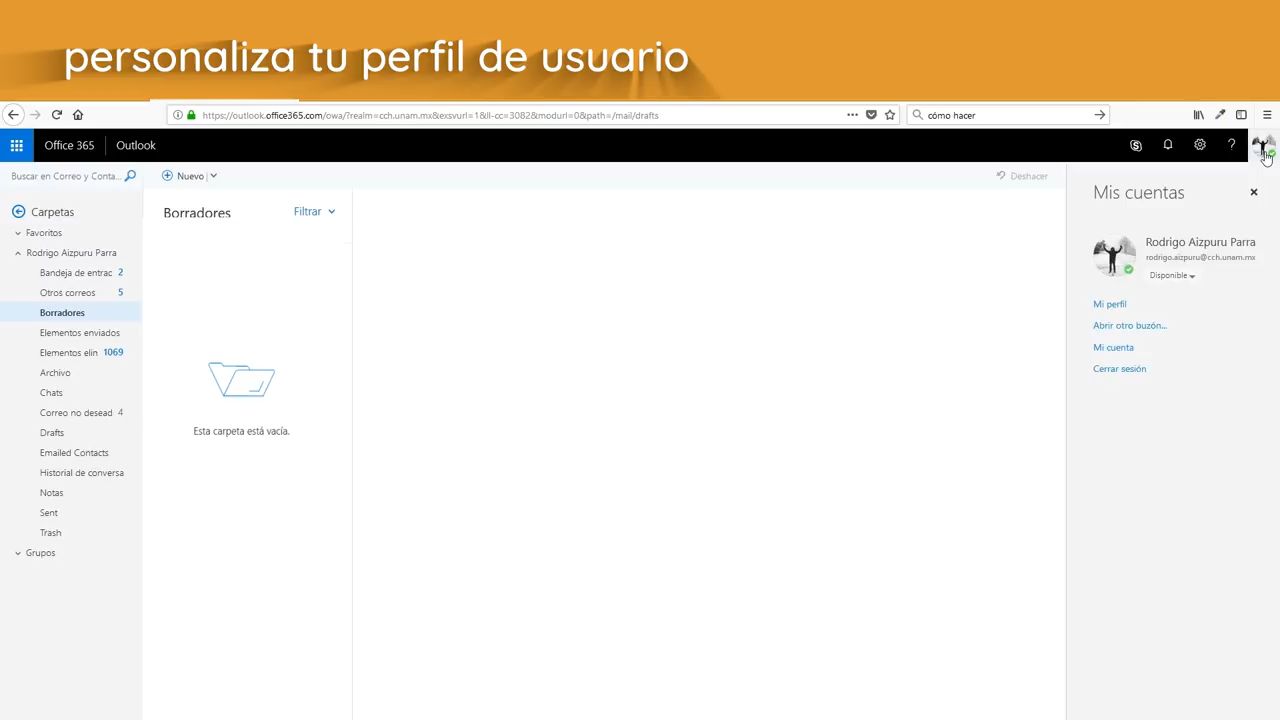 personaliza tu perfil de usuario
https://outlook.office365.com/owa/?realm=cch.unam.mx&exsvurl=1&ll-cc=3082&modurl=0&path=/mail/drafts
cómo hacer
Office 365
Outlook
?
Buscar en Correo y Conta...
Nuevo
Deshacer
Mis cuentas
Carpetas
Favoritos
Rodrigo Aizpuru Parra
Bandeja de entrac 2
Otros correos 5
Borradores
Elementos enviados
Elementos elin 1069
Archivo
Chats
Correo no desead 4
Drafts
Emailed Contacts
Historial de conversa
Notas
Sent
Trash
Grupos
Borradores
Filtrar
Esta carpeta está vacía.
Rodrigo Aizpuru Parra
rodrigo.aizpuru@cch.unam.mx
Disponible
Mi perfil
Abrir otro buzón...
Mi cuenta
Cerrar sesión